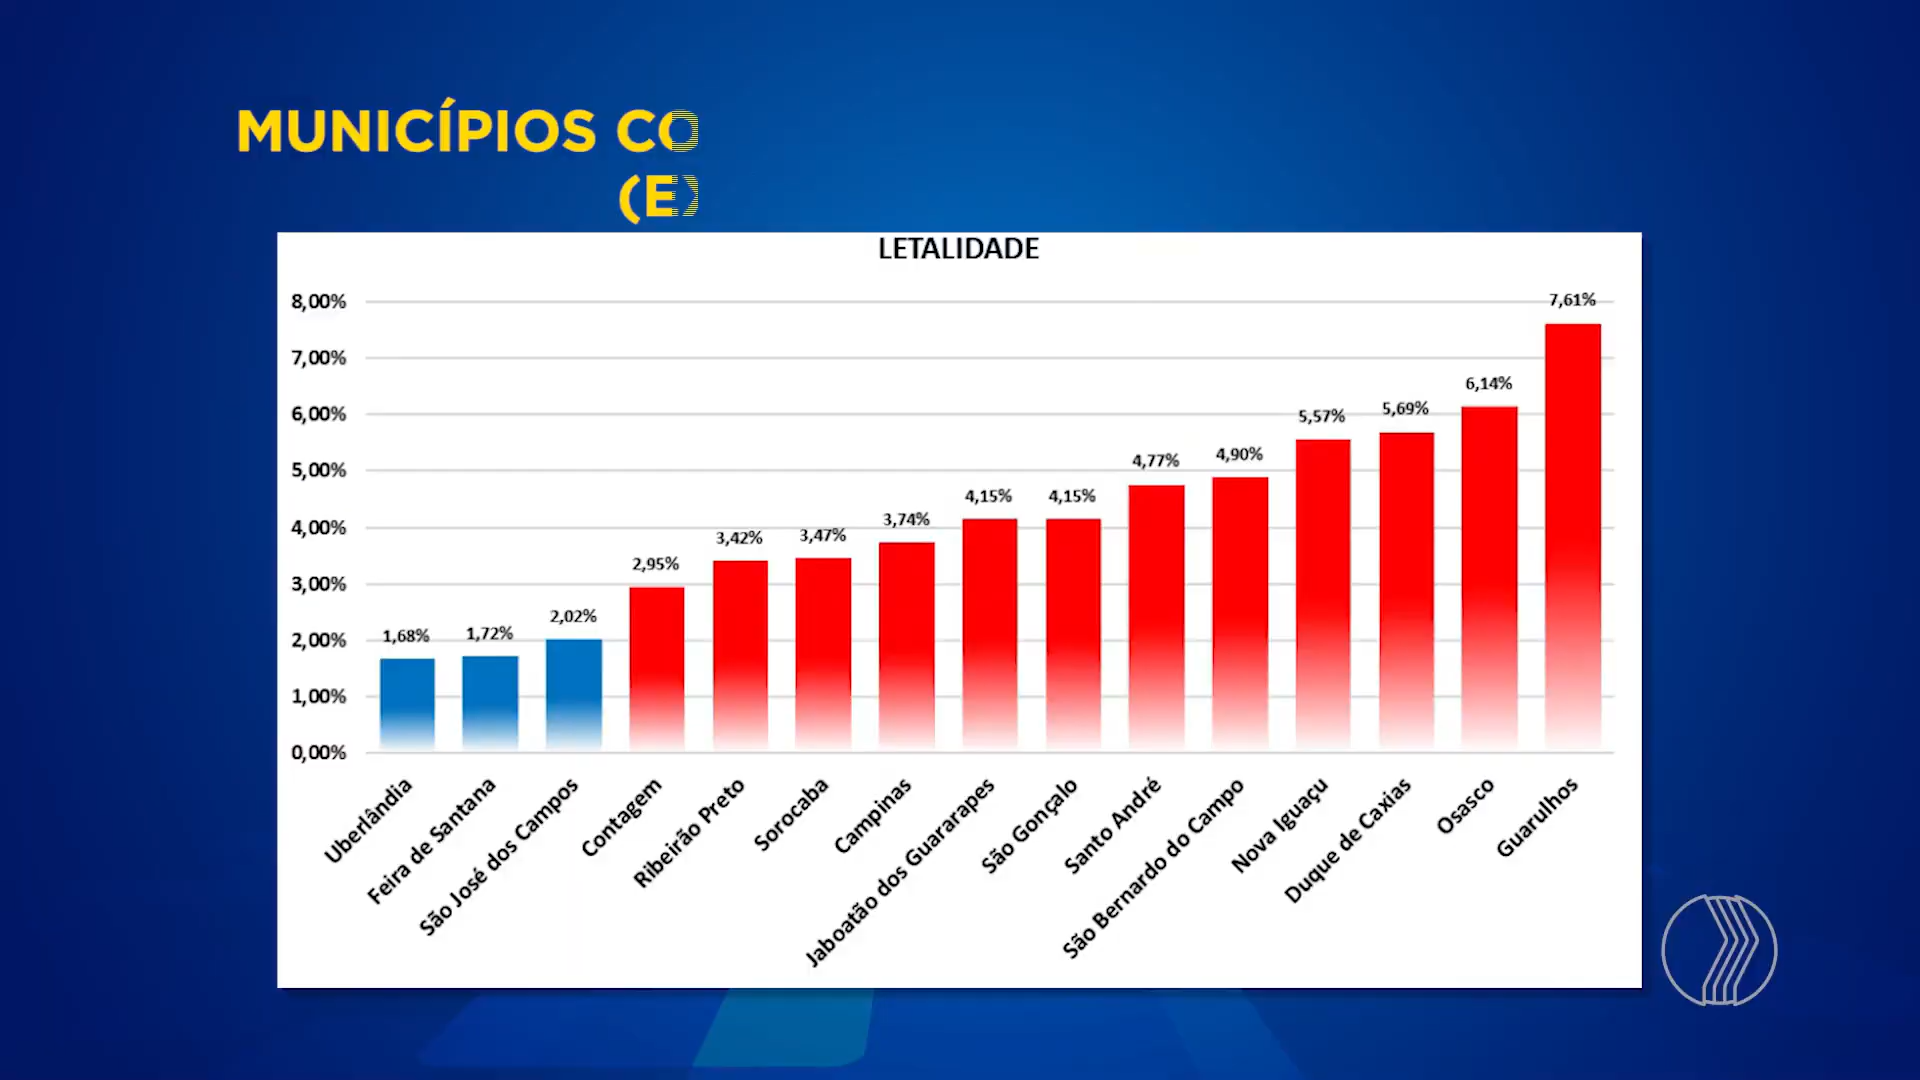 MUNICÍPIOS CO
(E
LETALIDADE
8,00%
7,00%
6,00%
5,00%
4,00%
3,00%
2,00%
1,00%
0,00%
1,68%
1,72%
2,02%
2,95%
3,42%
3,47%
3,74%
4,15%
4,15%
4,77%
4,90%
5,57%
5,69%
6,14%
7,61%
Uberlândia
Feira de Santana
São José dos Campos
Contagem
Ribeirão Preto
Sorocaba
Campinas
Jaboatão dos Guararapes
São Gonçalo
Santo André
São Bernardo do Campo
Nova Iguaçu
Duque de Caxias
Osasco
Guarulhos